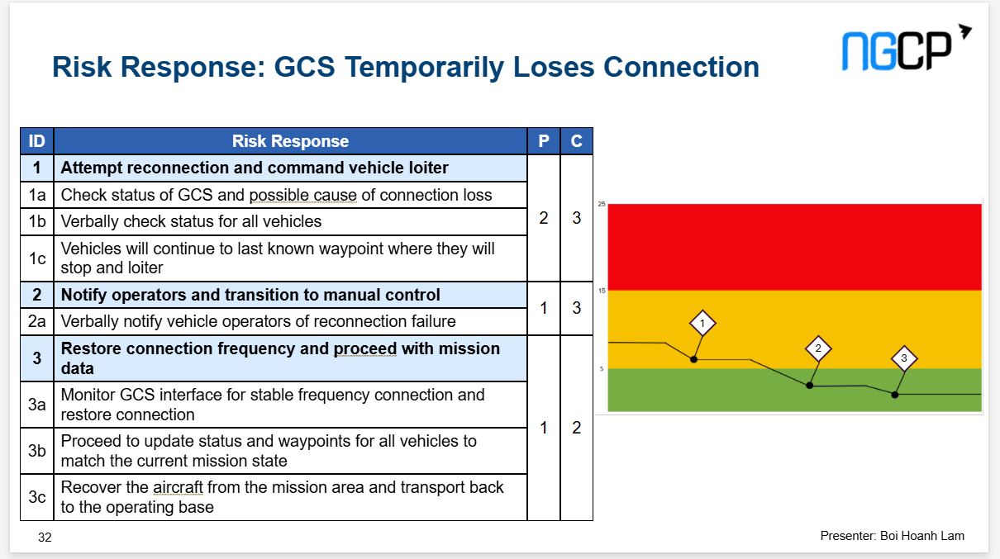 NGCP
Risk Response: GCS Temporarily Loses Connection
ID Risk Response P C
1 Attempt reconnection and command vehicle loiter
1a Check status of GCS and possible cause of connection loss
1b Verbally check status for all vehicles
2 3
1c Vehicles will continue to last known waypoint where they will
stop and loiter
2 Notify operators and transition to manual control
1 3
2a Verbally notify vehicle operators of reconnection failure
3 Restore connection frequency and proceed with mission
data
3a Monitor GCS interface for stable frequency connection and
restore connection
1 2
3b Proceed to update status and waypoints for all vehicles to
match the current mission state
3c Recover the aircraft from the mission area and transport back
to the operating base
25
15
5
1
2
3
32
Presenter: Boi Hoanh Lam